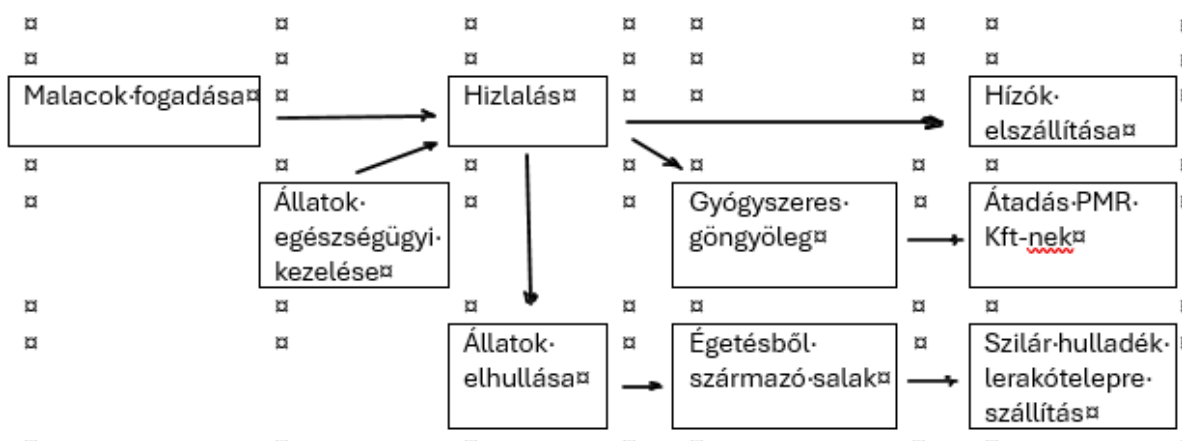 Malacok fogadása
Hizlalás
Hízók
elszállítása
Állatok
egészségügyi
kezelése
Gyógyszeres
göngyöleg
Átadás PMR
Kft-nek
Állatok
elhullása
Égetésből
származó salak
Szilár hulladék
lerakótelepre
szállítás